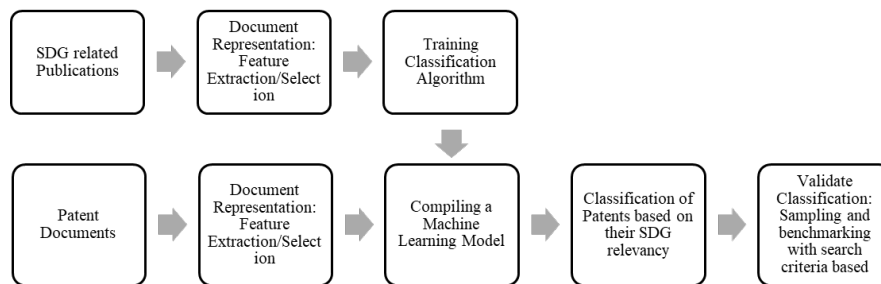 SDG related
Publications
Document
Representation:
Feature
Extraction/Select
ion
Training
Classification
Algorithm
Patent
Documents
Document
Representation:
Feature
Extraction/Select
ion
Compiling a
Machine
Learning Model
Classification of
Patents based on
their SDG
relevancy
Validate
Classification:
Sampling and
benchmarking
with search
criteria based